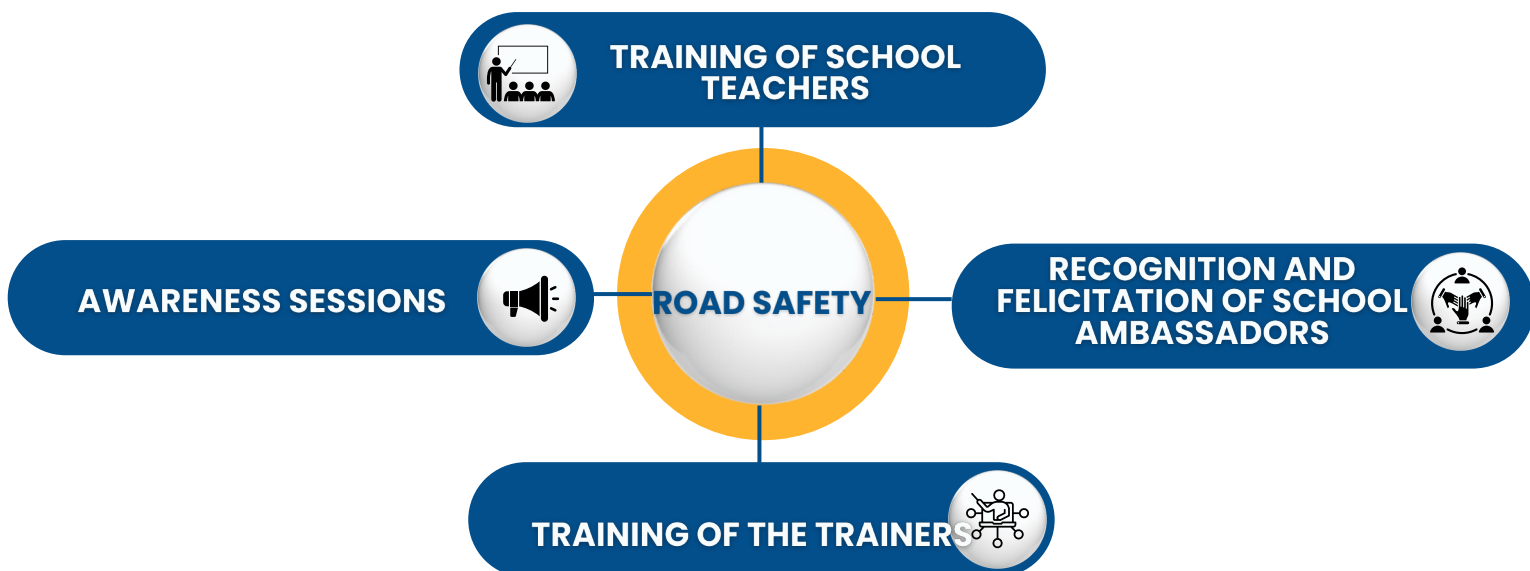 TRAINING OF SCHOOL
TEACHERS
AWARENESS SESSIONS
ROAD SAFETY
RECOGNITION AND
FELICITATION OF SCHOOL
AMBASSADORS
TRAINING OF THE TRAINERS